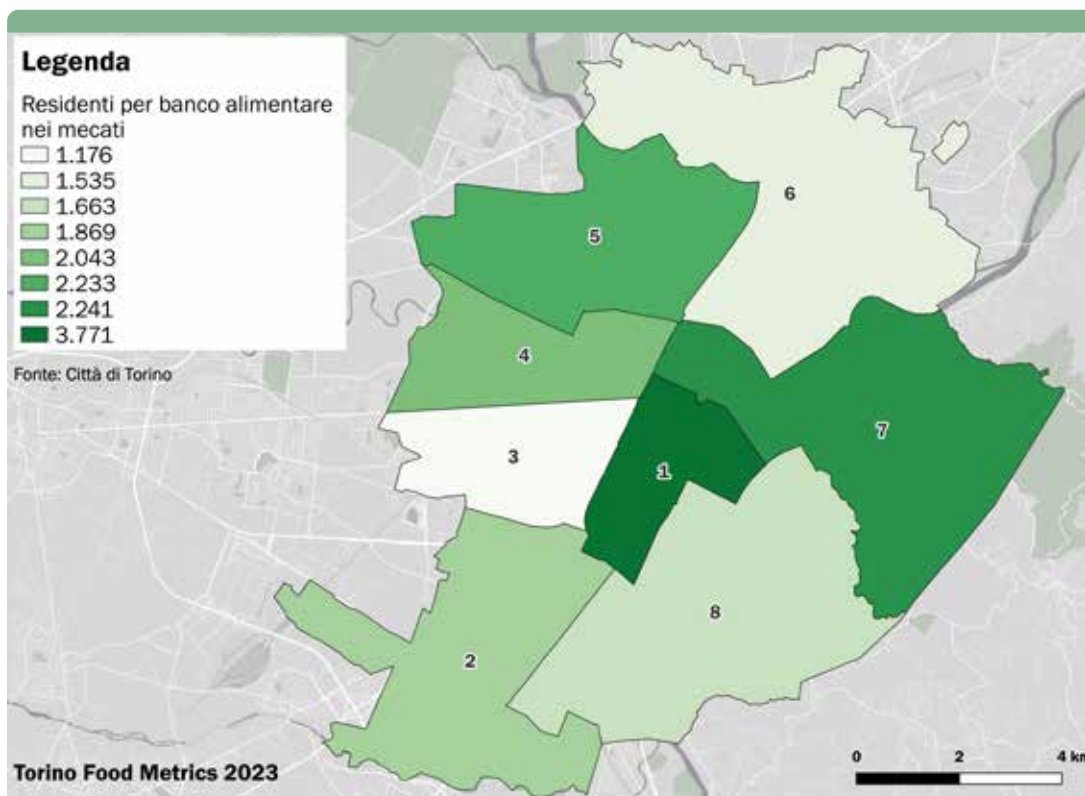 Legenda
Residenti per banco alimentare
nei mecati
1.176
1.535
1.663
1.869
2.043
2.233
2.241
3.771
Fonte: Città di Torino
6
5
4
7
3
1
8
2
Torino Food Metrics 2023
0 2 4 km